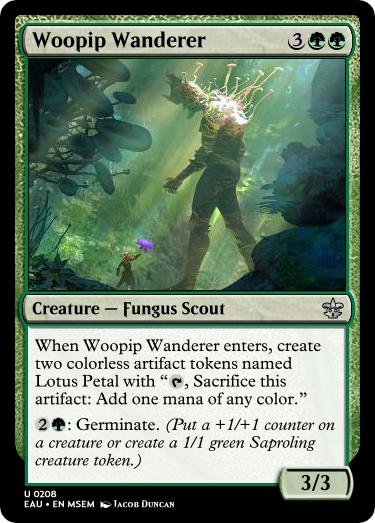 Woopip Wanderer 3
Creature — Fungus Scout
When Woopip Wanderer enters, create
two colorless artifact tokens named
Lotus Petal with “, Sacrifice this
artifact: Add one mana of any color.”
2: Germinate. (Put a +1/+1 counter on
a creature or create a 1/1 green Saproling
creature token.)
3/3
U 0208
EAU • EN MSEM Jacob Duncan